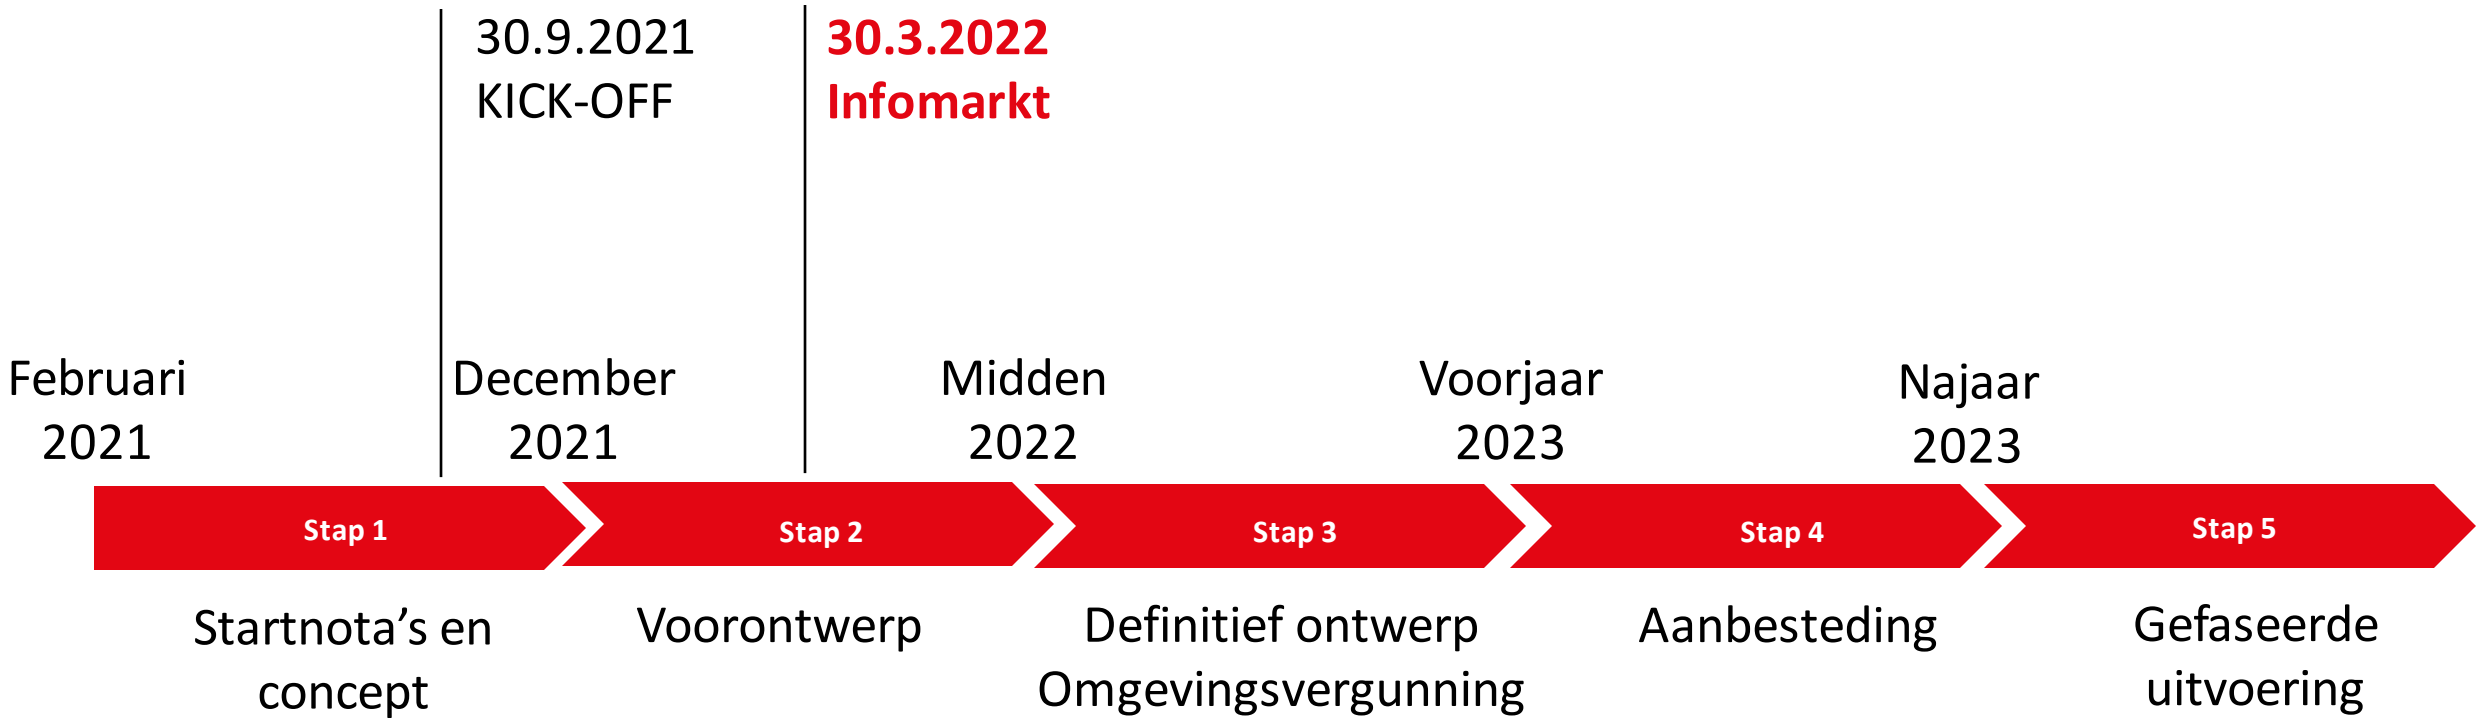 30.9.2021
KICK-OFF
30.3.2022
Infomarkt
Februari
2021
December
2021
Midden
2022
Voorjaar
2023
Najaar
2023
Stap 1
Stap 2
Stap 3
Stap 4
Stap 5
Startnota’s en
concept
Voorontwerp
Definitief ontwerp
Omgevingsvergunning
Aanbesteding
Gefaseerde
uitvoering